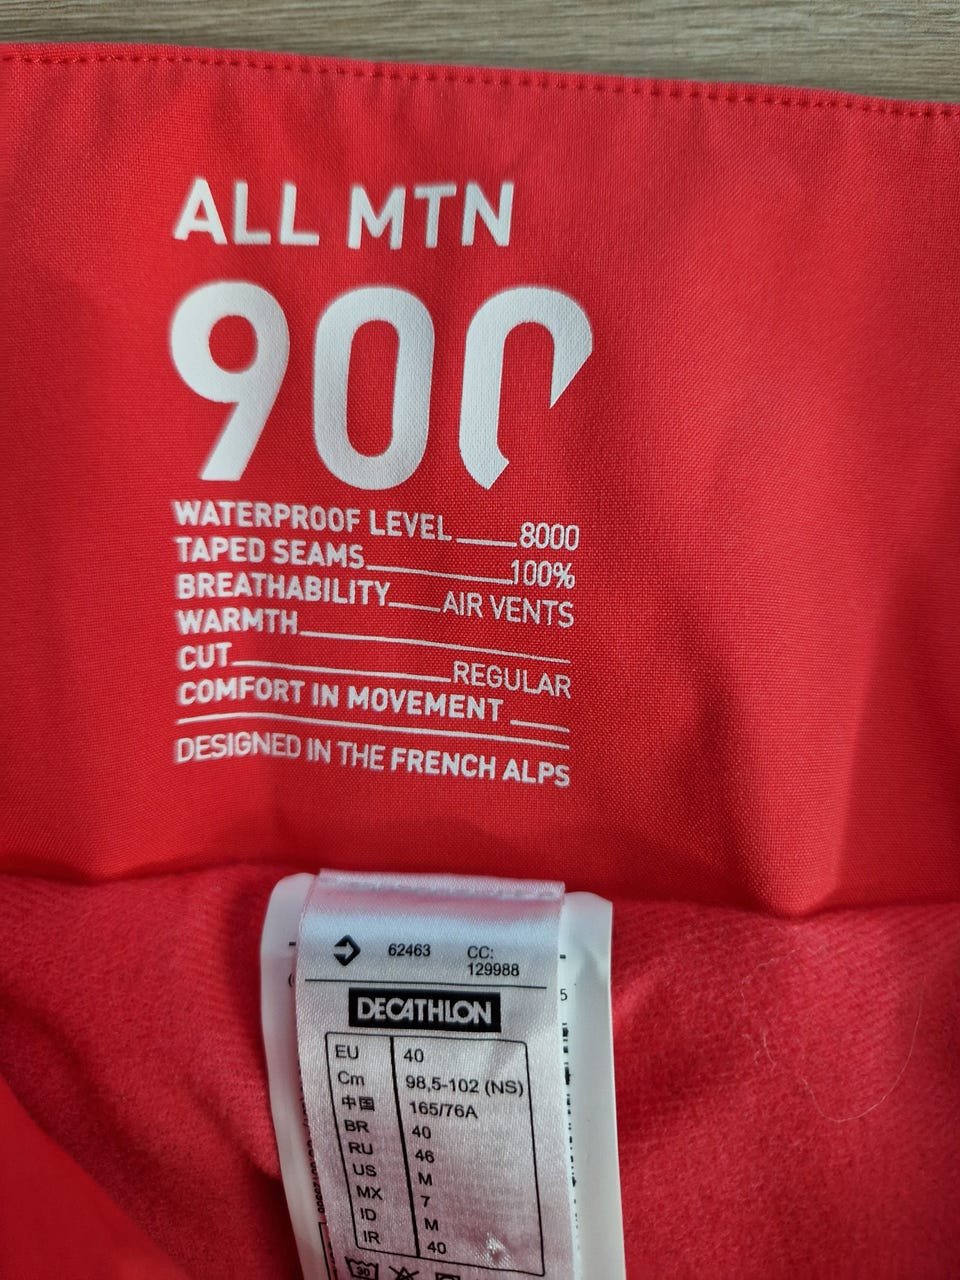 ALL MTN
900
WATERPROOF LEVEL 8000
TAPED SEAMS 100%
BREATHABILITY AIR VENTS
WARMTH
CUT REGULAR
COMFORT IN MOVEMENT
DESIGNED IN THE FRENCH ALPS
62463 CC:
129988
DECATHLON
EU 40
Cm 98,5-102 (NS)
中国 165/76A
BR 40
RU 46
US M
MX 7
ID M
IR 40
30